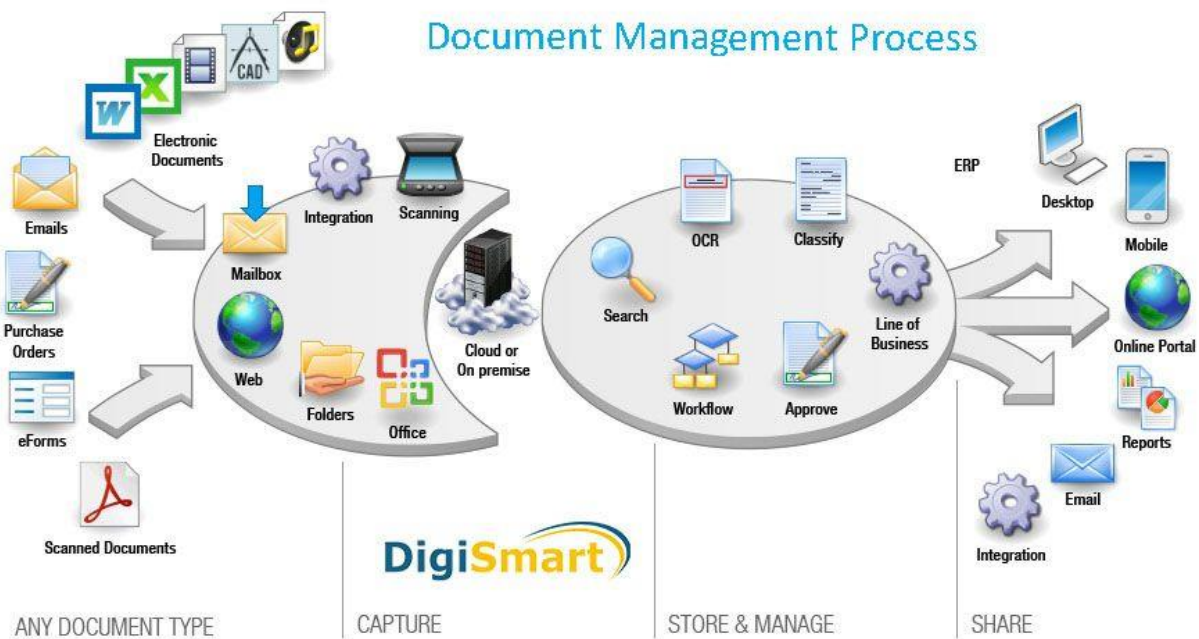 Document Management Process
CAD
W
X
Electronic
Documents
Emails
Purchase
Orders
eForms
Scanned Documents
Integration
Scanning
Mailbox
Web
Folders
Office
Cloud or
On premise
OCR
Classify
Search
Line of
Business
Workflow
Approve
ERP
Desktop
Mobile
Online Portal
Reports
Email
Integration
DigiSmart
ANY DOCUMENT TYPE
CAPTURE
STORE & MANAGE
SHARE